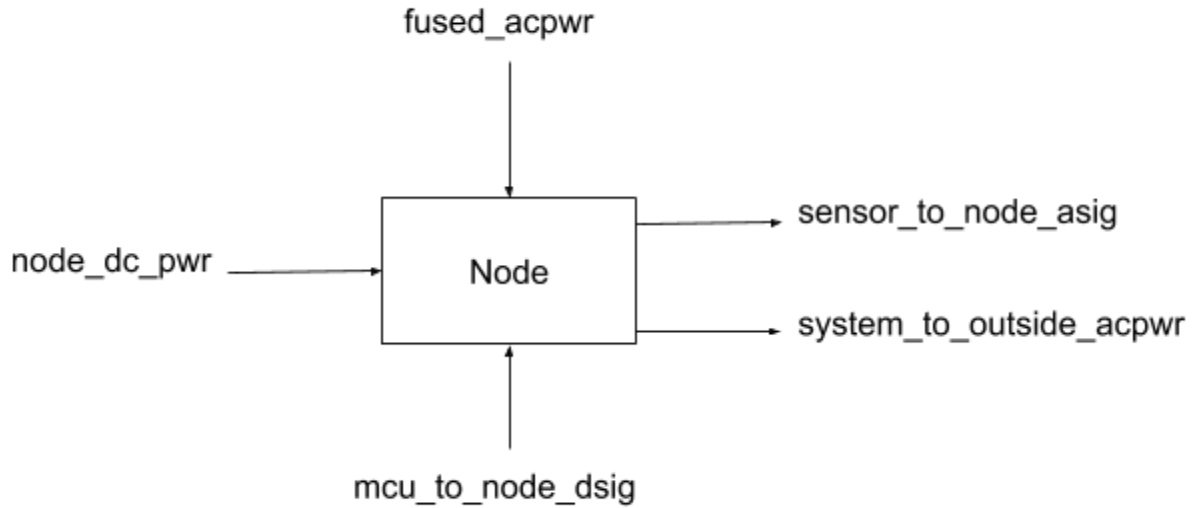 fused_acpwr
sensor_to_node_asig
node_dc_pwr
Node
system_to_outside_acpwr
mcu_to_node_dsig